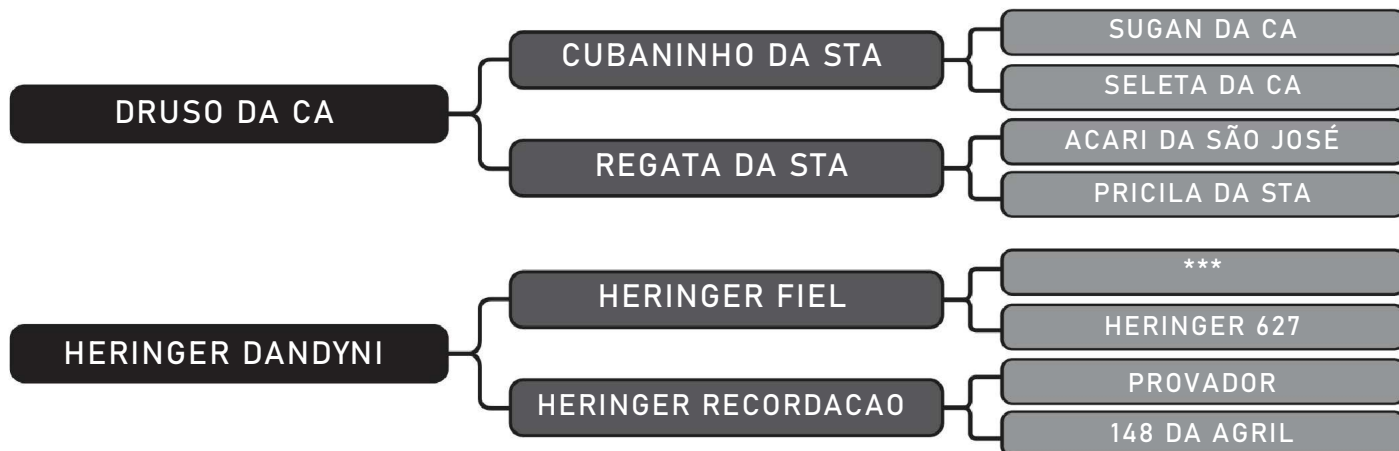 DRUSO DA CA
CUBANINHO DA STA
SUGAN DA CA
SELETA DA CA
REGATA DA STA
ACARI DA SÃO JOSÉ
PRICILA DA STA
HERINGER DANDYNI
HERINGER FIEL
***
HERINGER 627
HERINGER RECORDACAO
PROVADOR
148 DA AGRIL